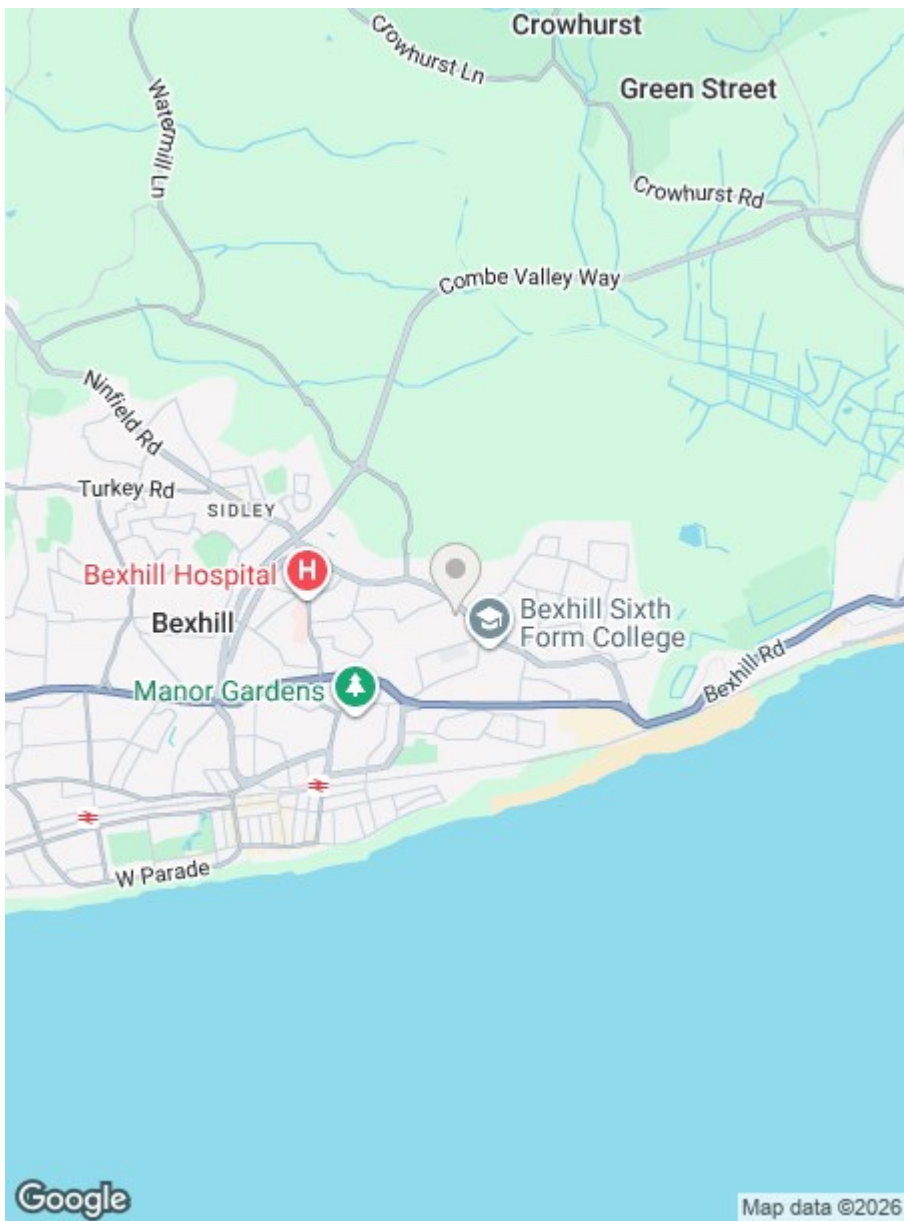 Crowhurst
Crowhurst Ln
Green Street
Watermill Ln
Crowhurst Rd
Combe Valley Way
Ninfield Rd
Turkey Rd
SIDLEY
Bexhill Hospital
H
Bexhill
Bexhill Sixth
Form College
Manor Gardens
Bexhill Rd
W Parade
Google
Map data ©2026